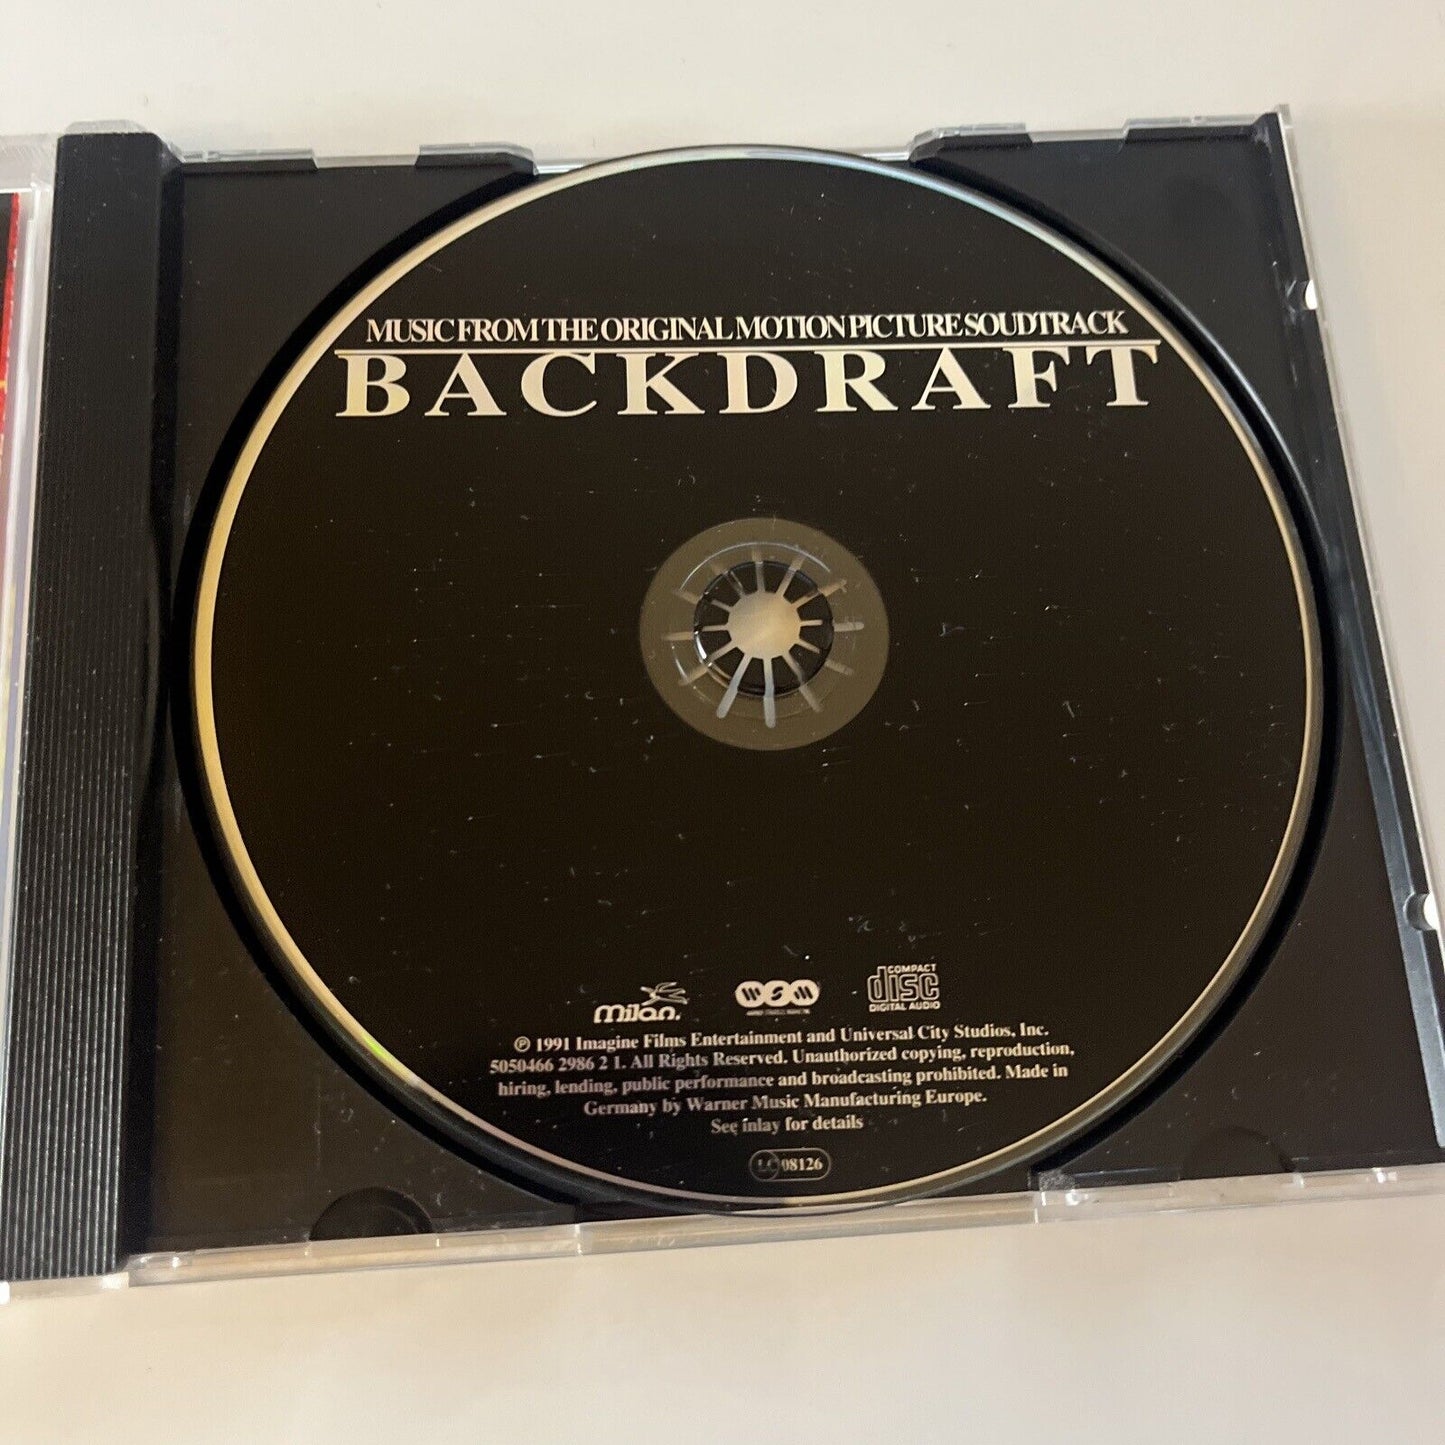 MUSIC FROM THE ORIGINAL MOTION PICTURE SOUDTRACK
BACKDRAFT
milan.
WSM
COMPACT
disc
DIGITAL AUDIO
℗ 1991 Imagine Films Entertainment and Universal City Studios, Inc.
5050466 2986 2 1. All Rights Reserved. Unauthorized copying, reproduction,
hiring, lending, public performance and broadcasting prohibited. Made in
Germany by Warner Music Manufacturing Europe.
See inlay for details
LC 08126